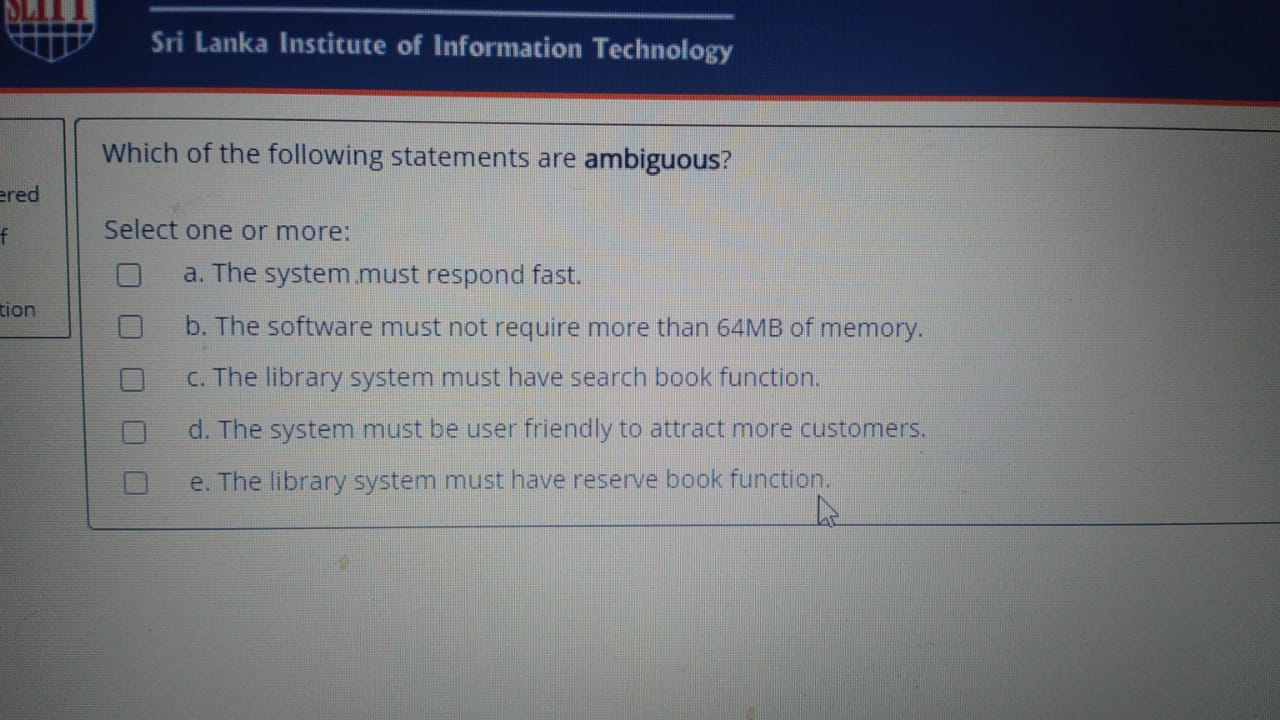 SLIIT
Sri Lanka Institute of Information Technology
ered
f
tion
Which of the following statements are ambiguous?
Select one or more:
a. The system must respond fast.
b. The software must not require more than 64MB of memory.
c. The library system must have search book function.
d. The system must be user friendly to attract more customers.
e. The library system must have reserve book function.